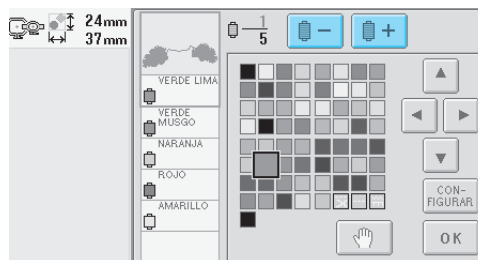 24mm
37mm
1
5
−
+
VERDE LIMA
VERDE
MUSGO
NARANJA
ROJO
AMARILLO
CON-
FIGURAR
OK